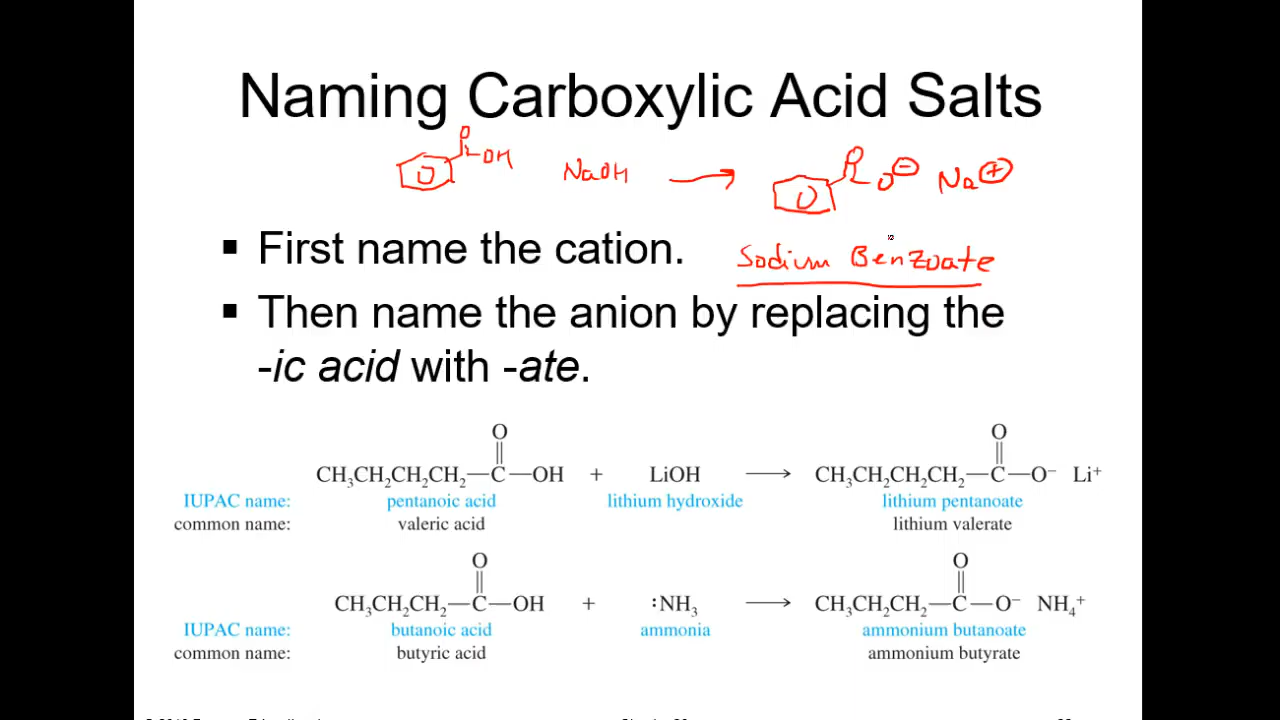 Naming Carboxylic Acid Salts
O
C OH NaOH → C O⊖ Na⊕
▪ First name the cation.
Sodium Benzoate
▪ Then name the anion by replacing the
-ic acid with -ate.
O O
CH₃CH₂CH₂CH₂—C—OH + LiOH → CH₃CH₂CH₂CH₂—C—O⁻ Li⁺
IUPAC name: pentanoic acid lithium hydroxide lithium pentanoate
common name: valeric acid lithium valerate
O O
CH₃CH₂CH₂—C—OH + :NH₃ → CH₃CH₂CH₂—C—O⁻ NH₄⁺
IUPAC name: butanoic acid ammonia ammonium butanoate
common name: butyric acid ammonium butyrate